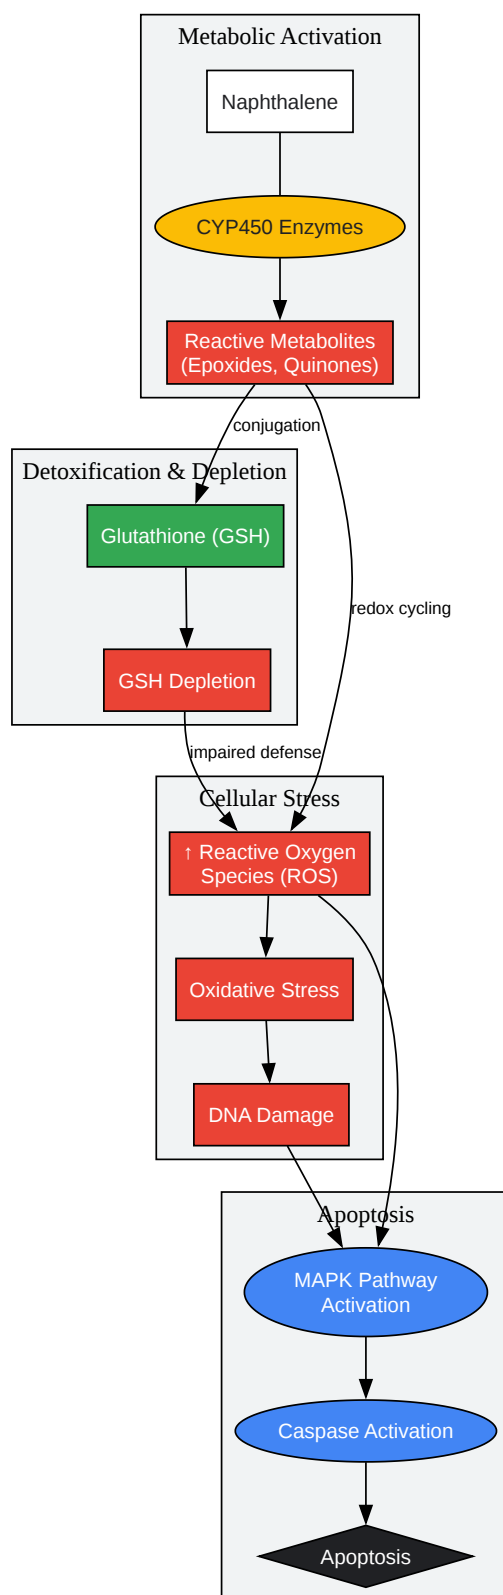 Metabolic Activation
Naphthalene
CYP450 Enzymes
Reactive Metabolites
(Epoxides, Quinones)
conjugation
Detoxification & Depletion
Glutathione (GSH)
redox cycling
GSH Depletion
impaired defense
Cellular Stress
↑ Reactive Oxygen
Species (ROS)
Oxidative Stress
DNA Damage
Apoptosis
MAPK Pathway
Activation
Caspase Activation
Apoptosis